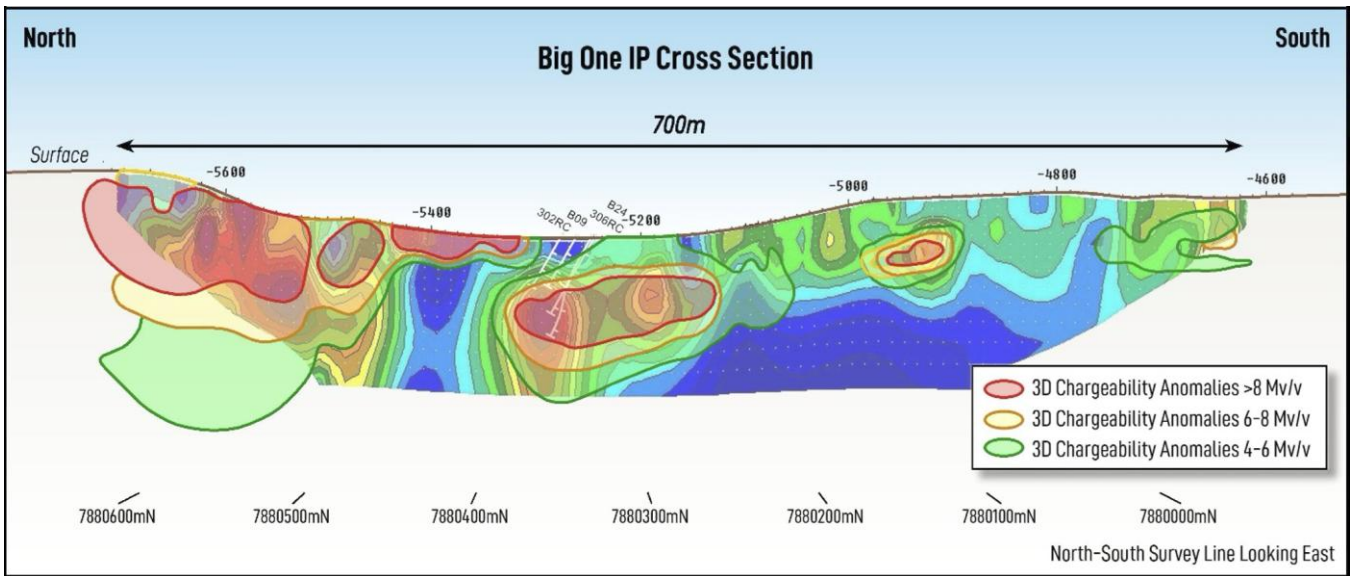 North
South
Big One IP Cross Section
700m
Surface
-5600
-5400
302RC
B09
306RC
B24
-5200
-5000
-4800
-4600
3D Chargeability Anomalies >8 Mv/v
3D Chargeability Anomalies 6-8 Mv/v
3D Chargeability Anomalies 4-6 Mv/v
7880600mN
7880500mN
7880400mN
7880300mN
7880200mN
7880100mN
7880000mN
North-South Survey Line Looking East